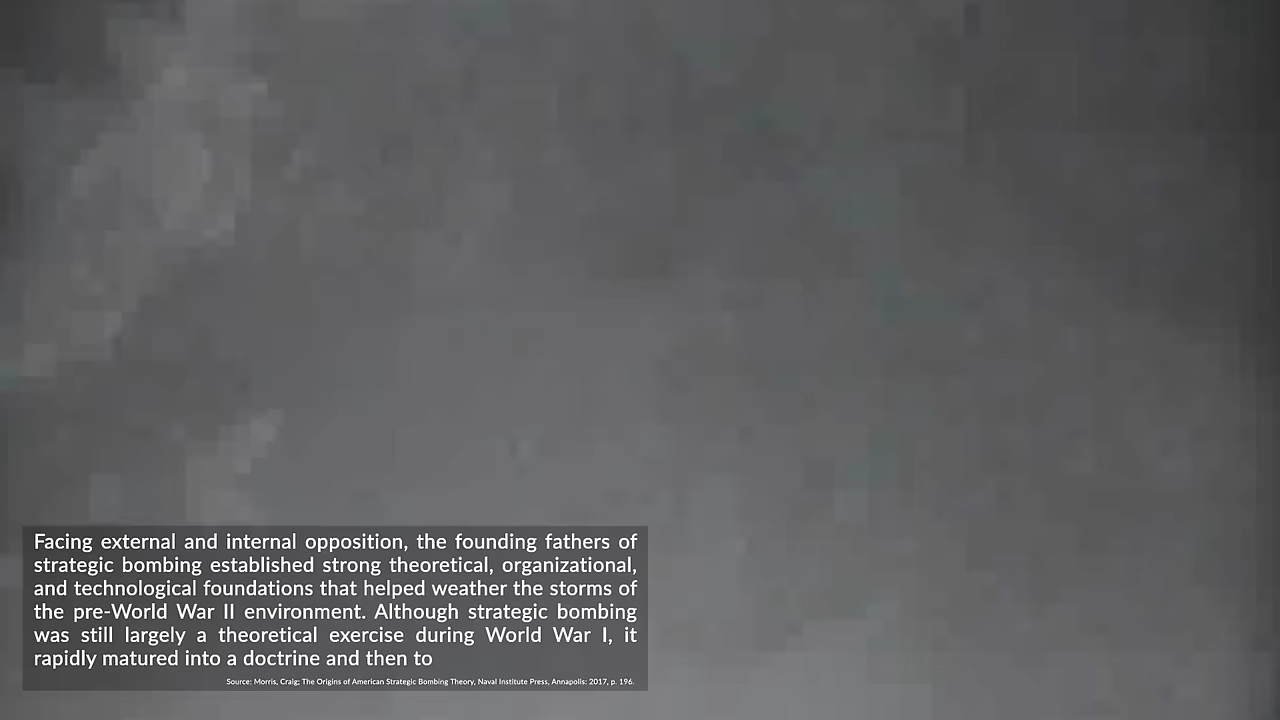 Facing external and internal opposition, the founding fathers of
strategic bombing established strong theoretical, organizational,
and technological foundations that helped weather the storms of
the pre-World War II environment. Although strategic bombing
was still largely a theoretical exercise during World War I, it
rapidly matured into a doctrine and then to
Source: Morris, Craig; The Origins of American Strategic Bombing Theory, Naval Institute Press, Annapolis: 2017, p. 196.